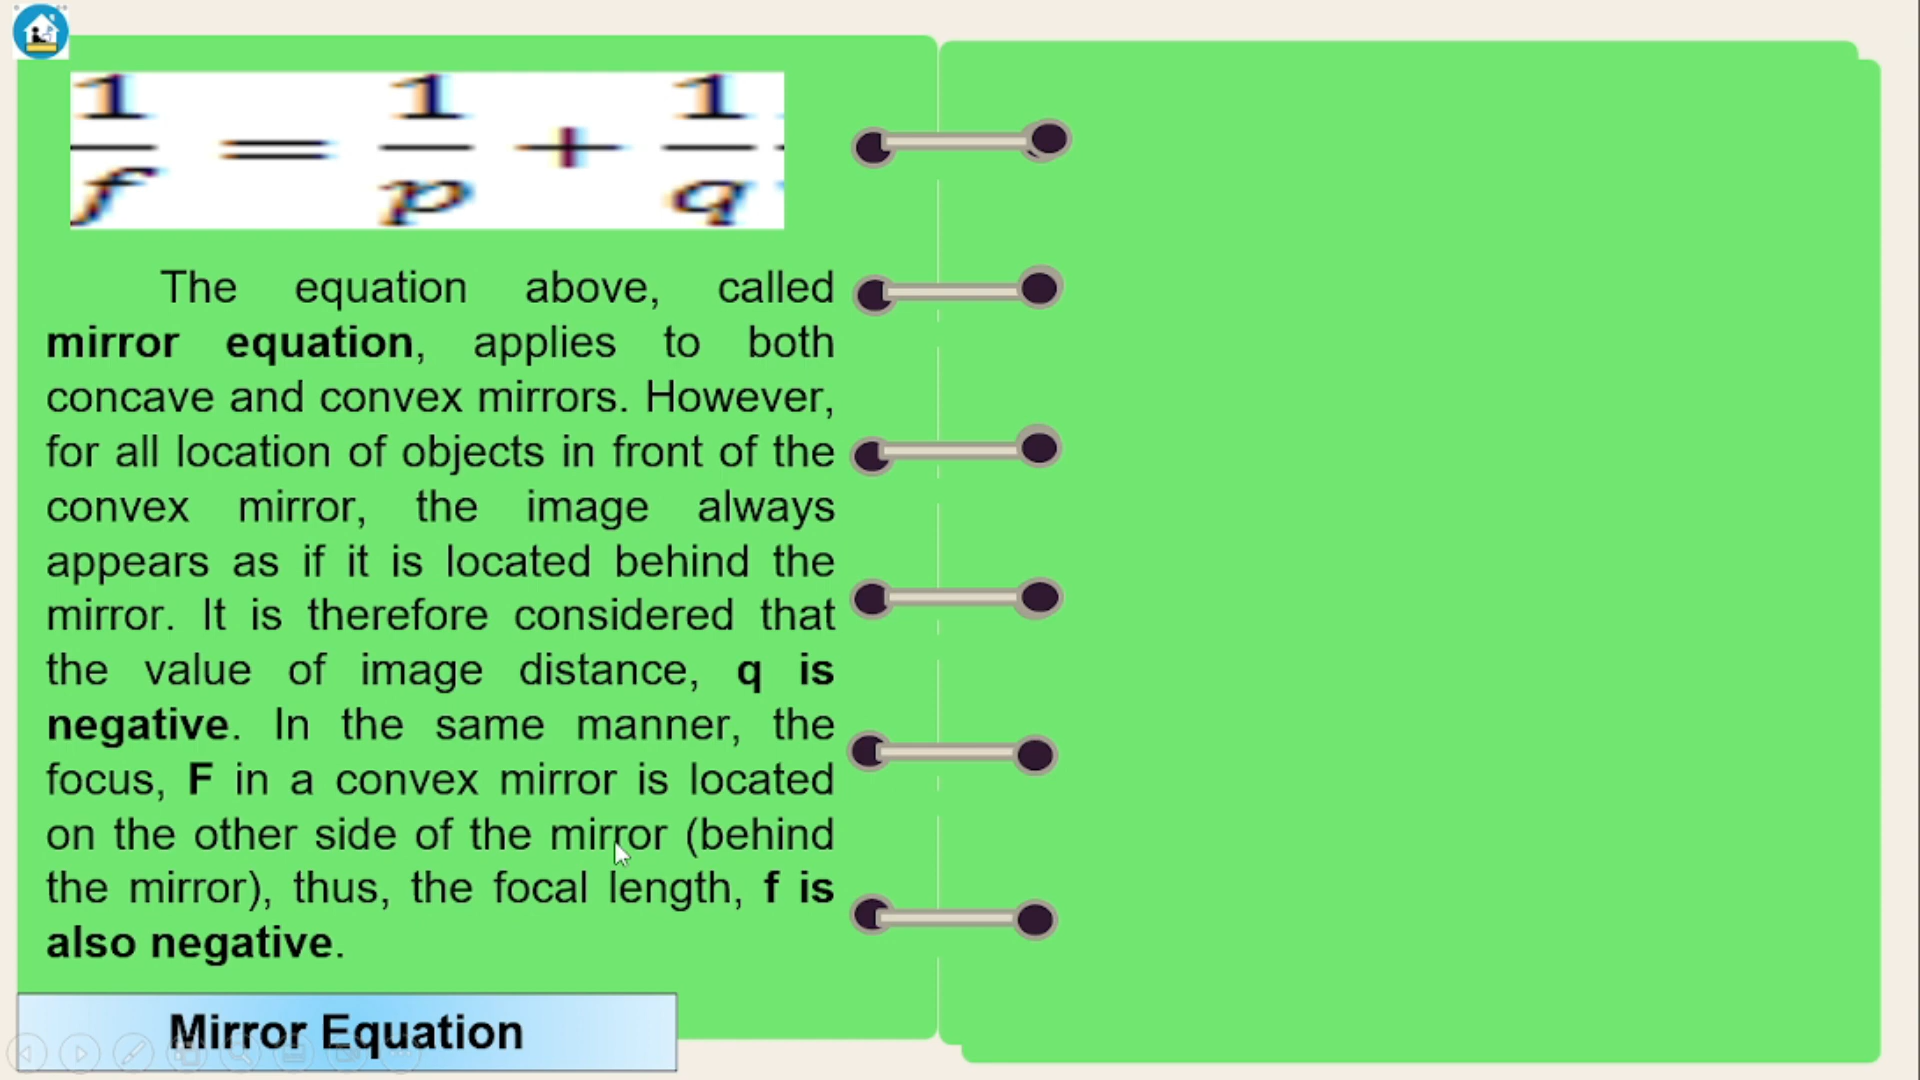 1/f = 1/p + 1/q
The equation above, called
mirror equation, applies to both
concave and convex mirrors. However,
for all location of objects in front of the
convex mirror, the image always
appears as if it is located behind the
mirror. It is therefore considered that
the value of image distance, q is
negative. In the same manner, the
focus, F in a convex mirror is located
on the other side of the mirror (behind
the mirror), thus, the focal length, f is
also negative.
Mirror Equation